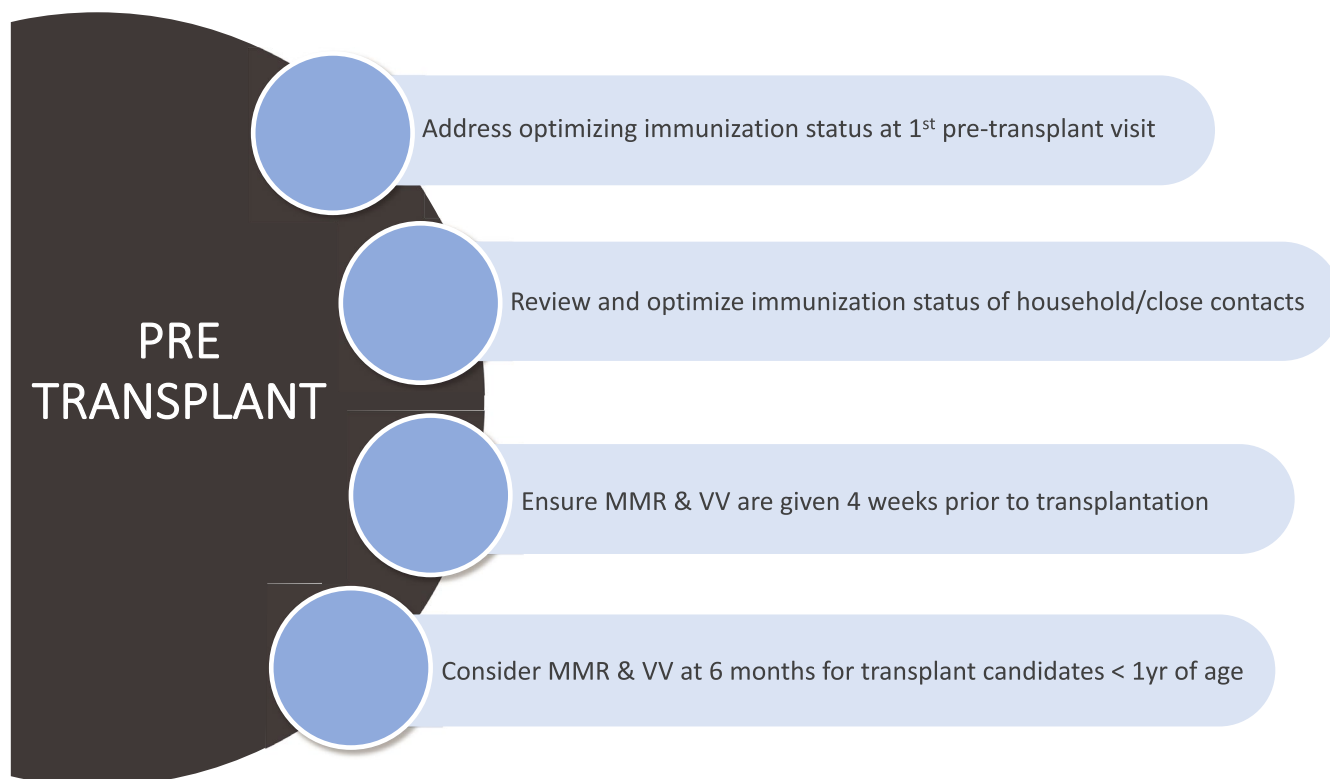 PRE
TRANSPLANT
Address optimizing immunization status at 1st pre-transplant visit
Review and optimize immunization status of household/close contacts
Ensure MMR & VV are given 4 weeks prior to transplantation
Consider MMR & VV at 6 months for transplant candidates < 1yr of age